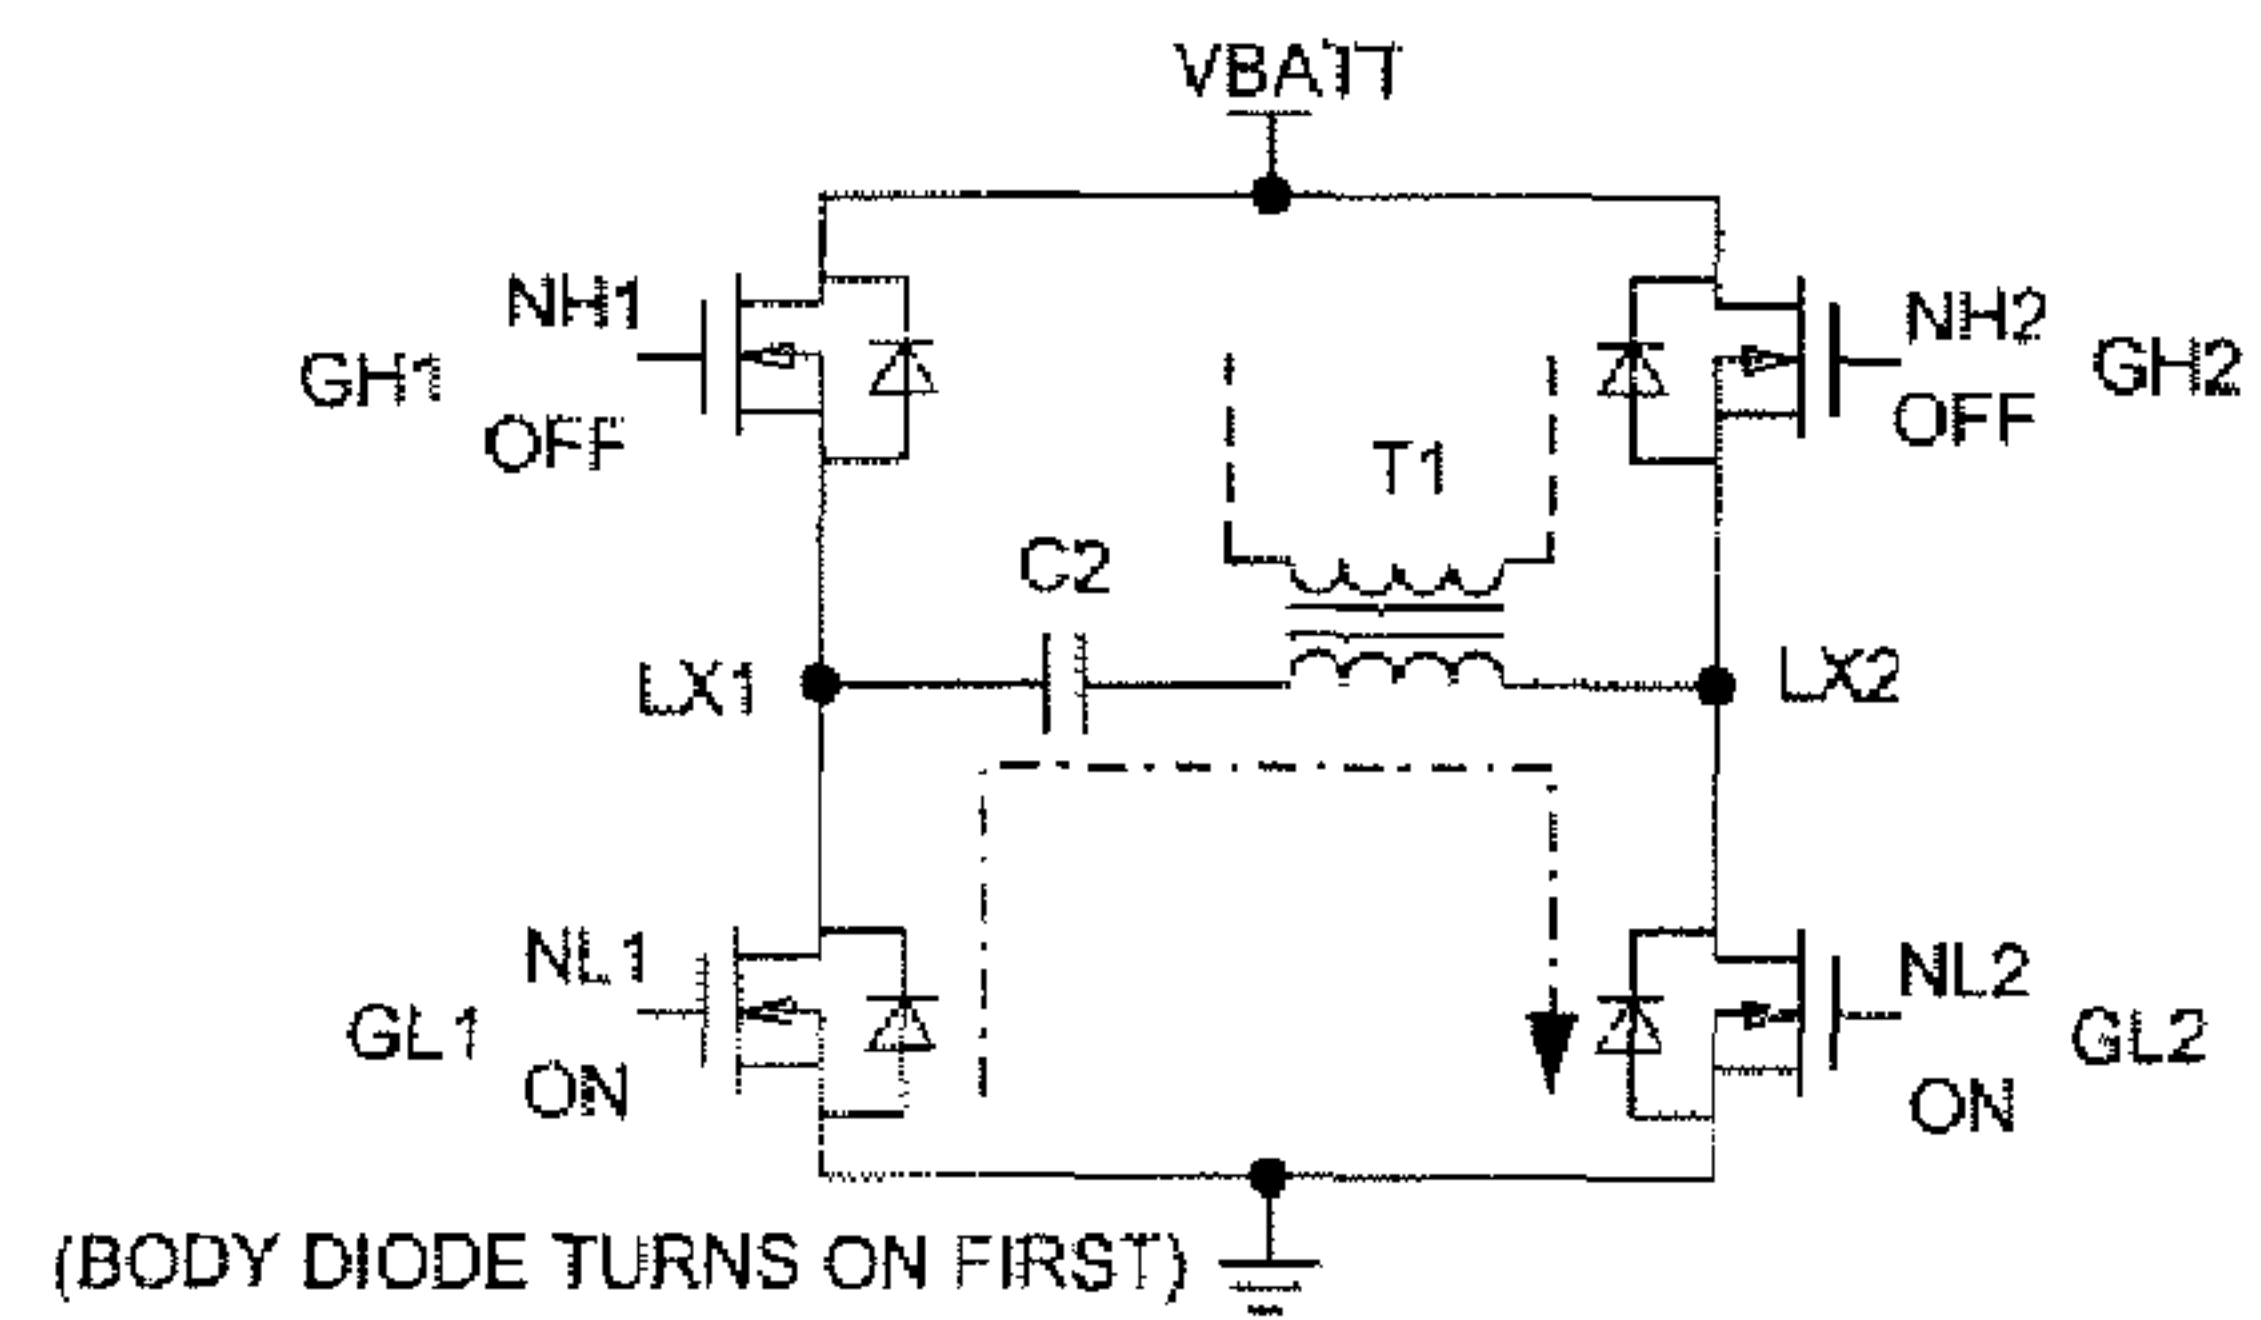 VBATT
NH1
GH1
OFF
NH2
GH2
OFF
T1
C2
LX1
LX2
NL1
GL1
ON
NL2
GL2
ON
(BODY DIODE TURNS ON FIRST)